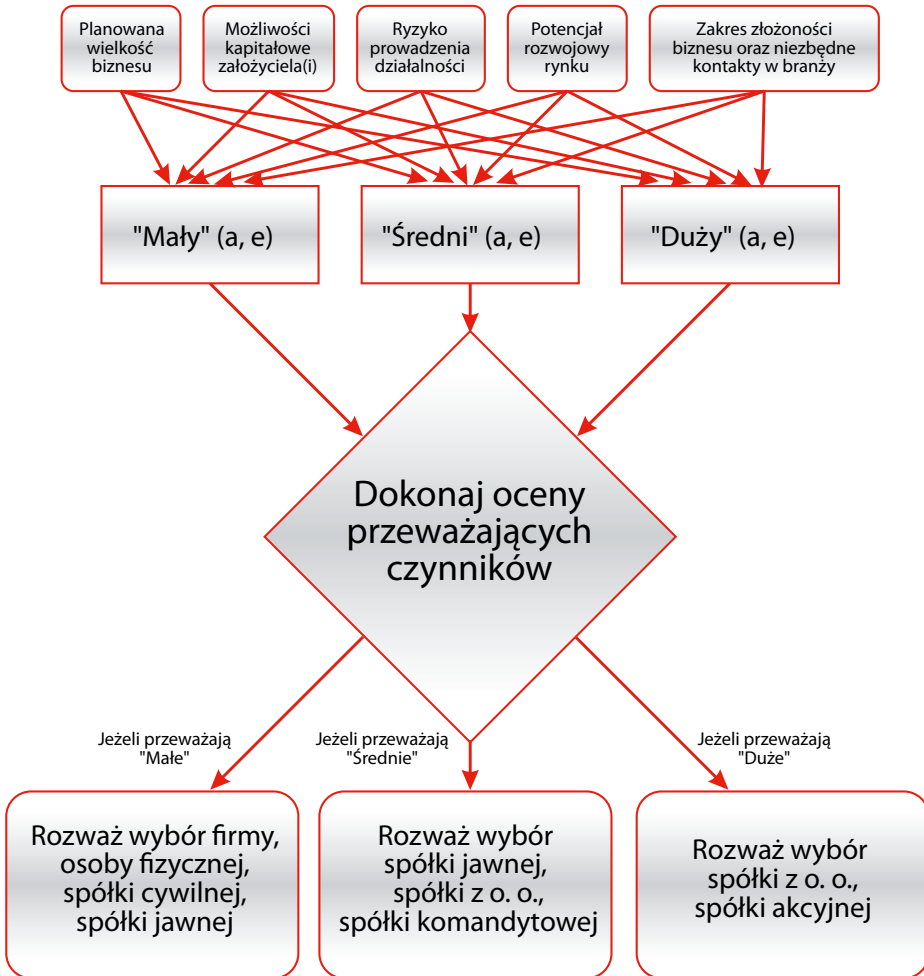 Planowana
wielkość
biznesu
Możliwości
kapitałowe
założyciela(i)
Ryzyko
prowadzenia
działalności
Potencjał
rozwojowy
rynku
Zakres złożoności
biznesu oraz niezbędne
kontakty w branży
"Mały" (a, e)
"Średni" (a, e)
"Duży" (a, e)
Dokonaj oceny
przeważających
czynników
Jeżeli przeważają
"Małe"
Jeżeli przeważają
"Średnie"
Jeżeli przeważają
"Duże"
Rozważ wybór firmy,
osoby fizycznej,
spółki cywilnej,
spółki jawnej
Rozważ wybór
spółki jawnej,
spółki z o. o.,
spółki komandytowej
Rozważ wybór
spółki z o. o.,
spółki akcyjnej